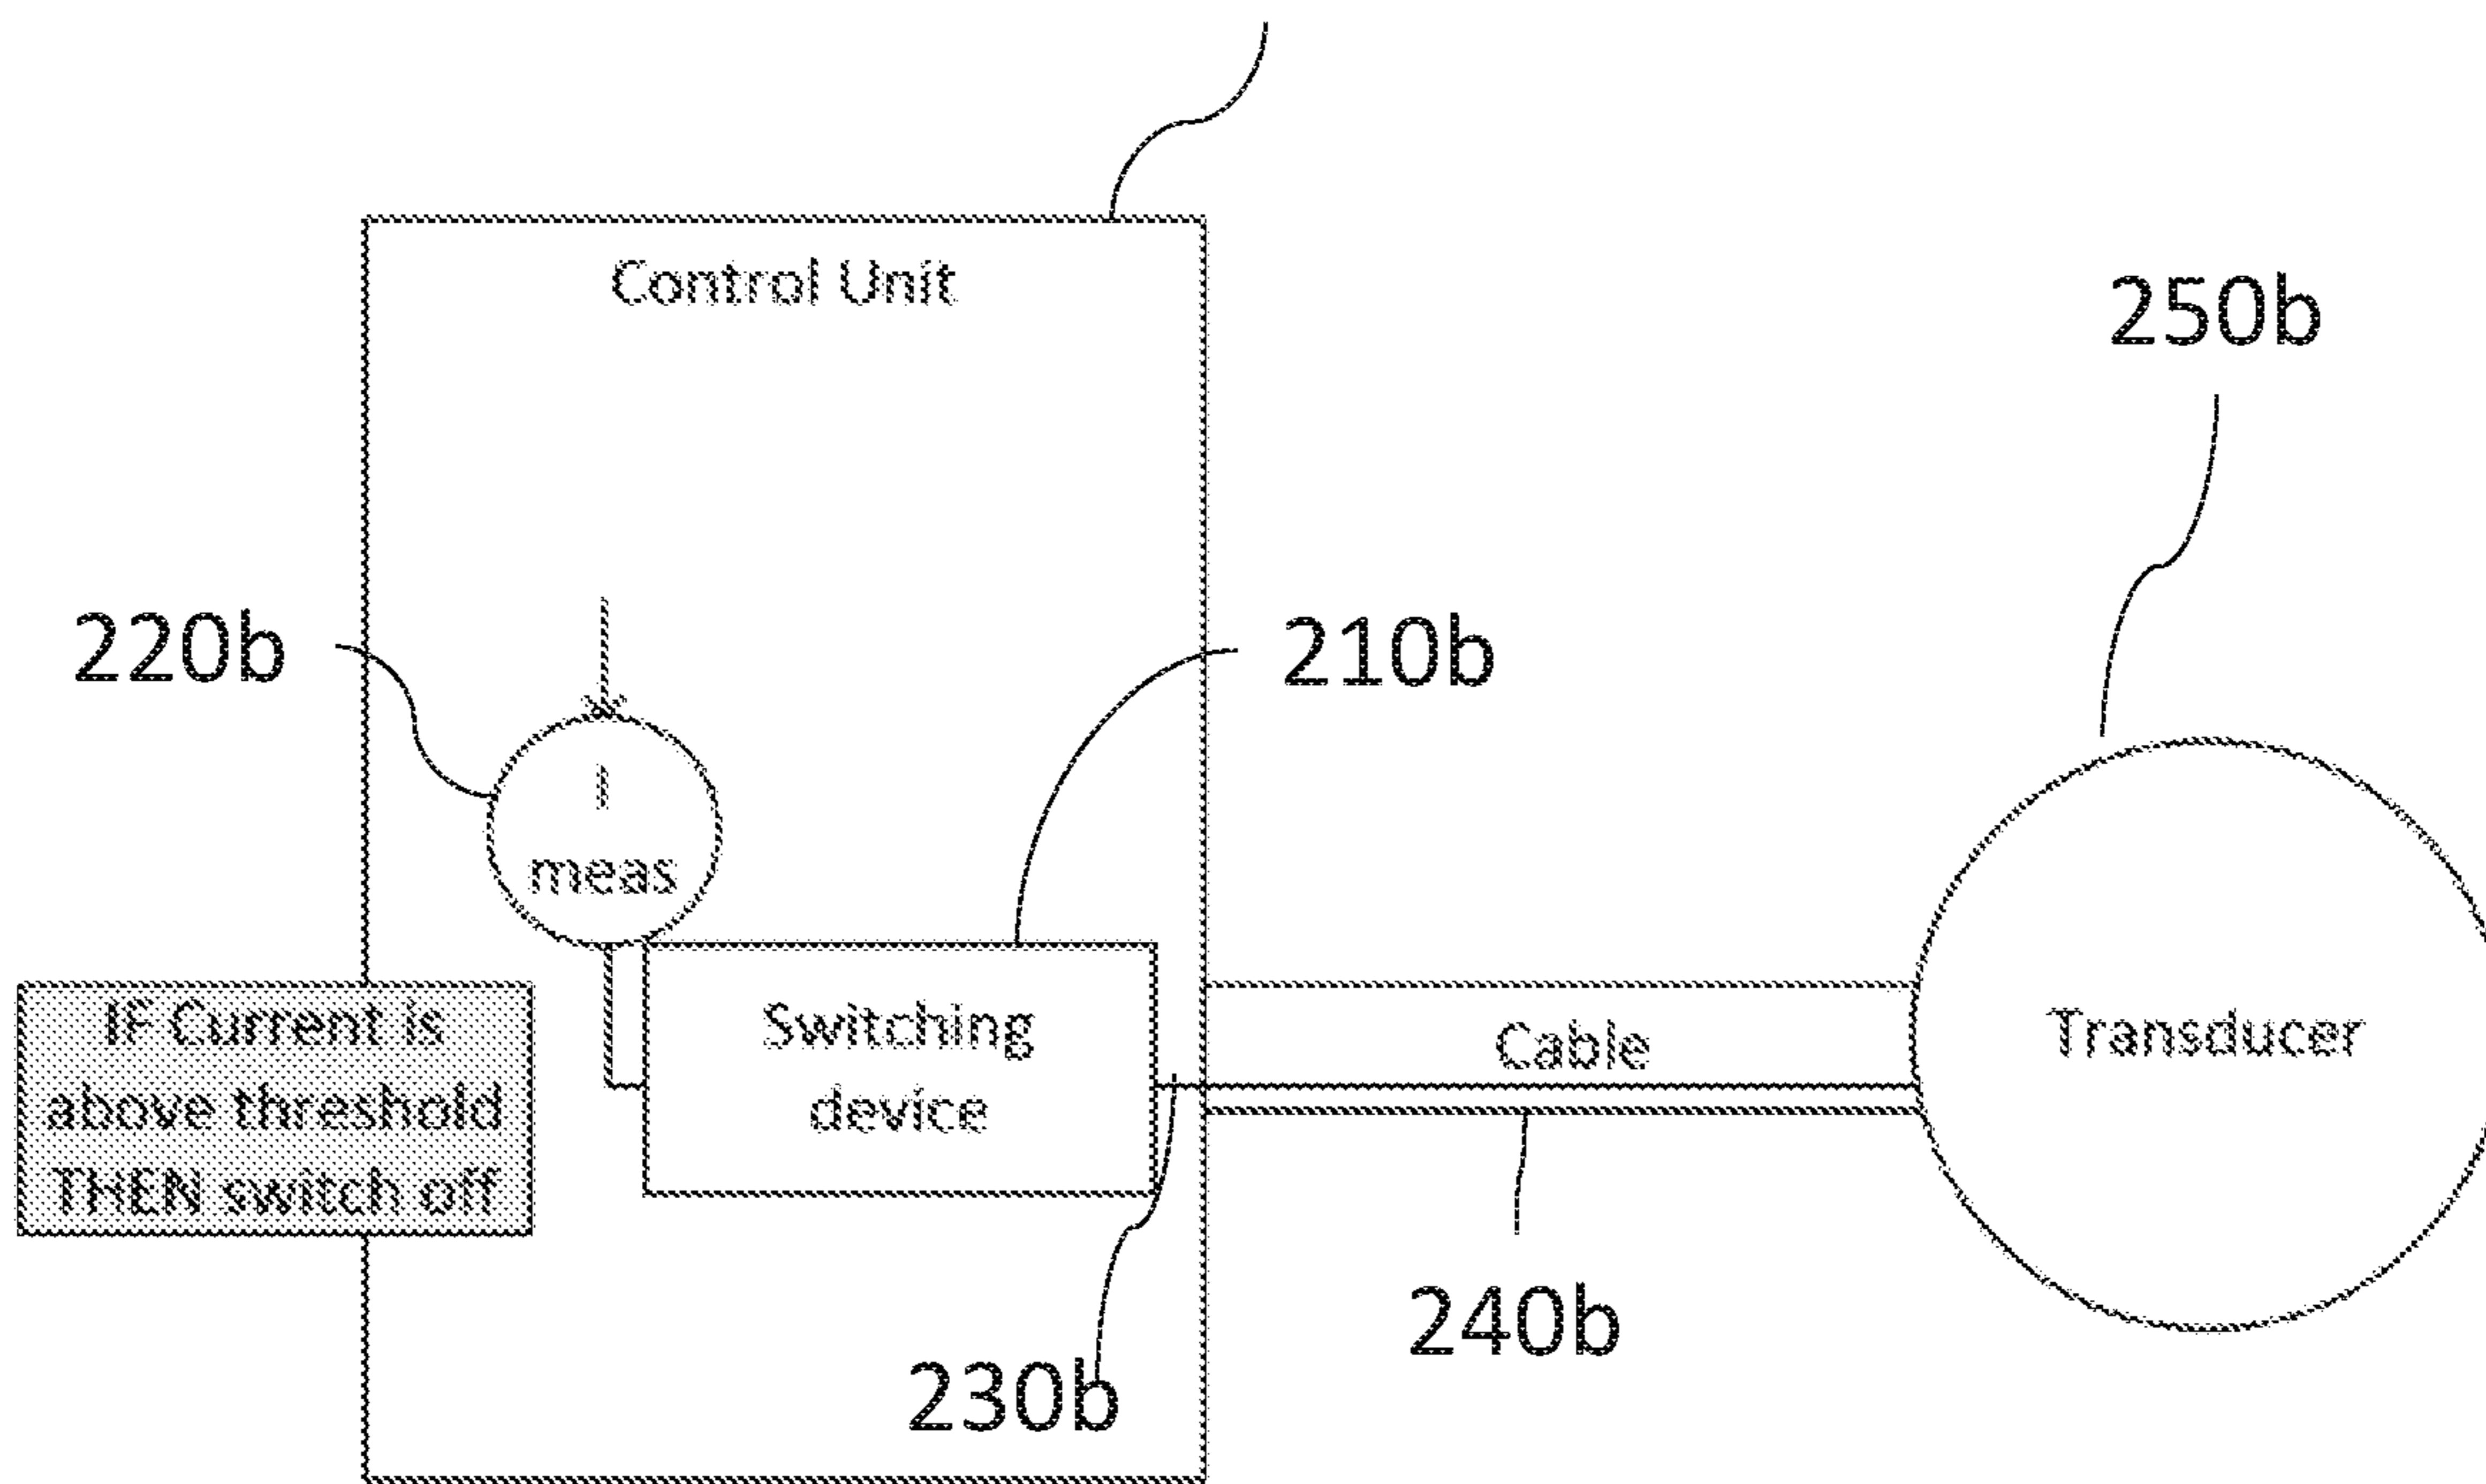 Control Unit
250b
220b
210b
I
meas
IF Current is
above threshold
THEN switch off
Switching
device
Cable
Transducer
240b
230b